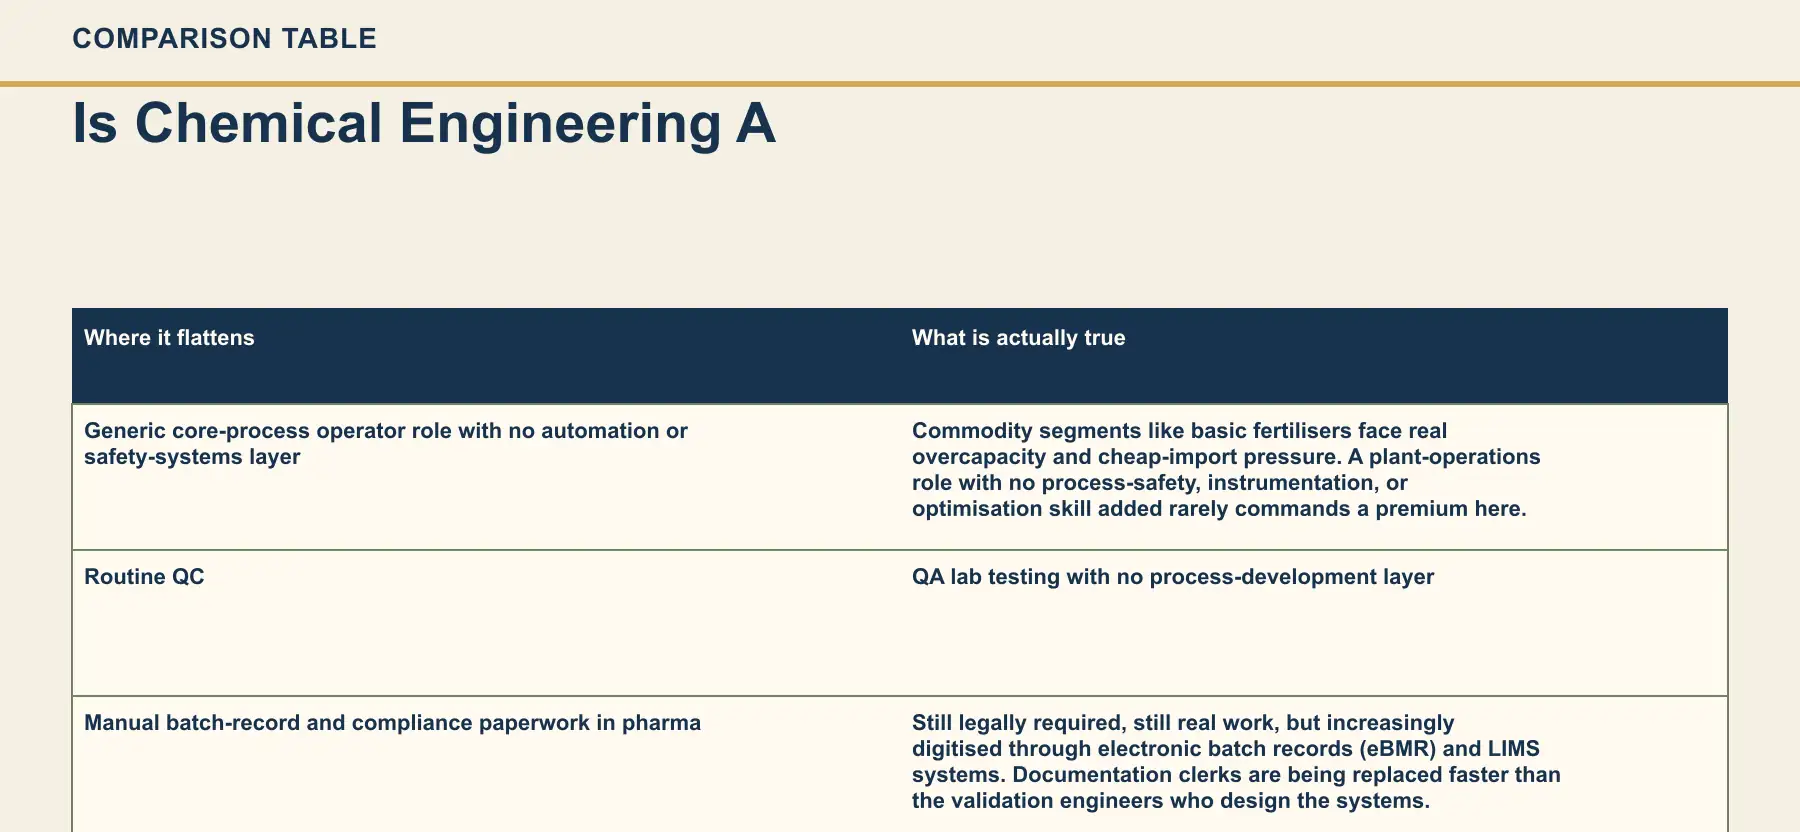 COMPARISON TABLE
Is Chemical Engineering A
Where it flattens
What is actually true
Generic core-process operator role with no automation or
safety-systems layer
Commodity segments like basic fertilisers face real
overcapacity and cheap-import pressure. A plant-operations
role with no process-safety, instrumentation, or
optimisation skill added rarely commands a premium here.
Routine QC
QA lab testing with no process-development layer
Manual batch-record and compliance paperwork in pharma
Still legally required, still real work, but increasingly
digitised through electronic batch records (eBMR) and LIMS
systems. Documentation clerks are being replaced faster than
the validation engineers who design the systems.